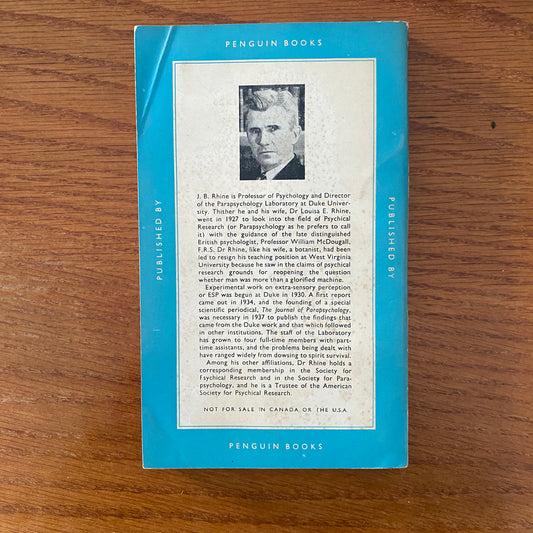 PENGUIN BOOKS
J. B. Rhine is Professor of Psychology and Director
of the Parapsychology Laboratory at Duke Univer-
sity. Thither he and his wife, Dr Louisa E. Rhine,
went in 1927 to look into the field of Psychical
Research (or Parapsychology as he prefers to call
it) with the guidance of the late distinguished
British psychologist, Professor William McDougall,
F.R.S. Dr Rhine, like his wife, a botanist, had been
led to resign his teaching position at West Virginia
University because he saw in the claims of psychical
research grounds for reopening the question
whether man was more than a glorified machine.
Experimental work on extra-sensory perception
or ESP was begun at Duke in 1930. A first report
came out in 1934, and the founding of a special
scientific periodical, The Journal of Parapsychology,
was necessary in 1937 to publish the findings that
came from the Duke work and that which followed
in other institutions. The staff of the Laboratory
has grown to four full-time members with part-
time assistants, and the problems being dealt with
have ranged widely from dowsing to spirit survival.
Among his other affiliations, Dr Rhine holds a
corresponding membership in the Society for
Psychical Research and in the Society for Para-
psychology, and he is a Trustee of the American
Society for Psychical Research.
NOT FOR SALE IN CANADA OR THE U.S.A.
PUBLISHED BY
PUBLISHED BY
PENGUIN BOOKS